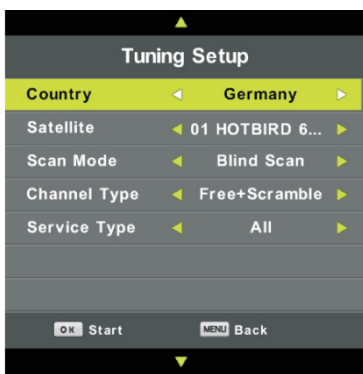 Tuning Setup
Country Germany
Satellite 01 HOTBIRD 6...
Scan Mode Blind Scan
Channel Type Free+Scramble
Service Type All
OK Start MENU Back